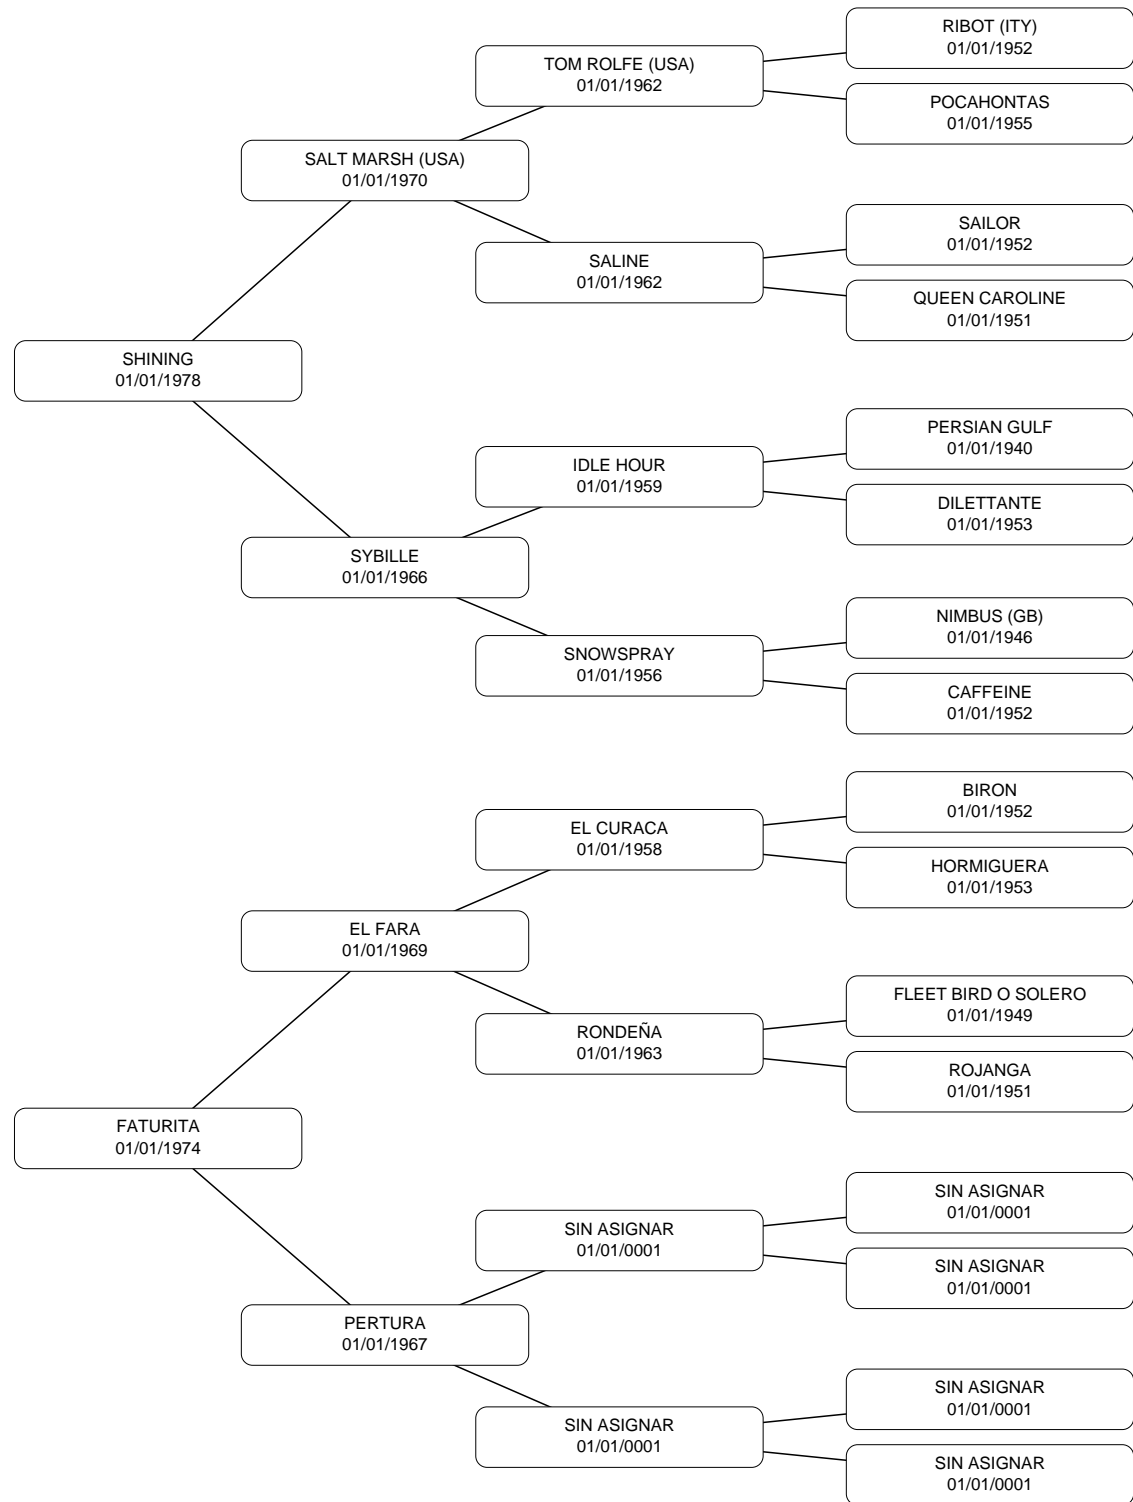 RIBOT (ITY)
01/01/1952
TOM ROLFE (USA)
01/01/1962
POCAHONTAS
01/01/1955
SALT MARSH (USA)
01/01/1970
SAILOR
01/01/1952
SALINE
01/01/1962
QUEEN CAROLINE
01/01/1951
SHINING
01/01/1978
PERSIAN GULF
01/01/1940
IDLE HOUR
01/01/1959
DILETTANTE
01/01/1953
SYBILLE
01/01/1966
NIMBUS (GB)
01/01/1946
SNOWSPRAY
01/01/1956
CAFFEINE
01/01/1952
BIRON
01/01/1952
EL CURACA
01/01/1958
HORMIGUERA
01/01/1953
EL FARA
01/01/1969
FLEET BIRD O SOLERO
01/01/1949
RONDEÑA
01/01/1963
ROJANGA
01/01/1951
FATURITA
01/01/1974
SIN ASIGNAR
01/01/0001
SIN ASIGNAR
01/01/0001
SIN ASIGNAR
01/01/0001
PERTURA
01/01/1967
SIN ASIGNAR
01/01/0001
SIN ASIGNAR
01/01/0001
SIN ASIGNAR
01/01/0001